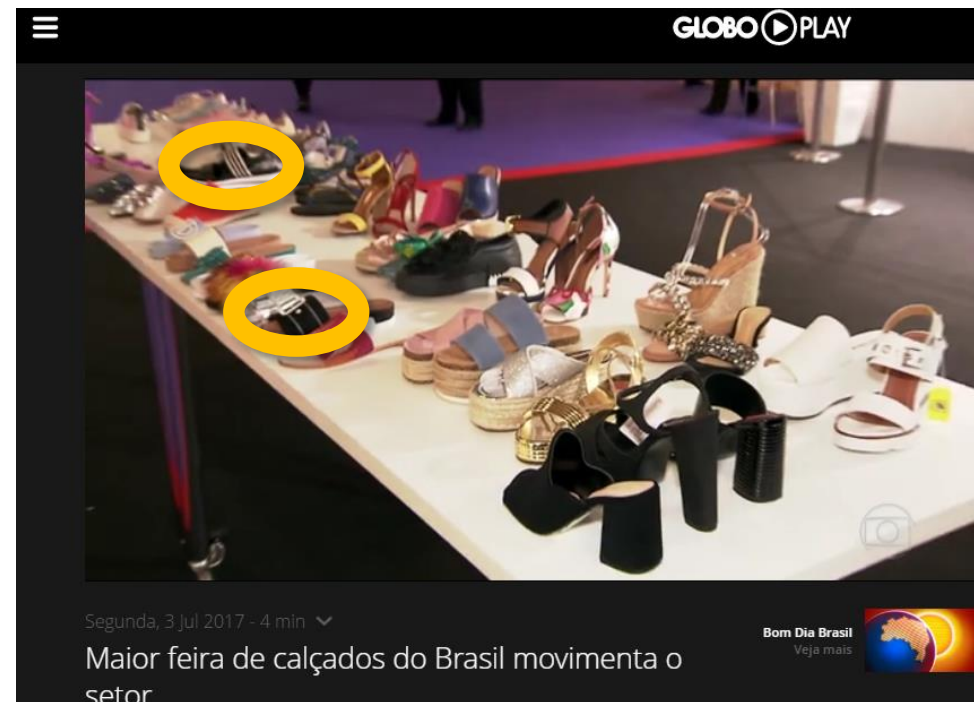 GLOBO PLAY
Segunda, 3 Jul 2017 - 4 min
Bom Dia Brasil
Veja mais
Maior feira de calçados do Brasil movimenta o
setor